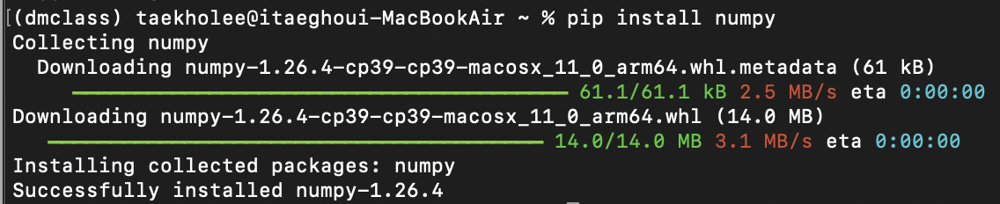 (dmclass) taekholee@itaeghoui-MacBookAir ~ % pip install numpy
Collecting numpy
  Downloading numpy-1.26.4-cp39-cp39-macosx_11_0_arm64.whl.metadata (61 kB)
61.1/61.1 kB 2.5 MB/s eta 0:00:00
Downloading numpy-1.26.4-cp39-cp39-macosx_11_0_arm64.whl (14.0 MB)
14.0/14.0 MB 3.1 MB/s eta 0:00:00
Installing collected packages: numpy
Successfully installed numpy-1.26.4